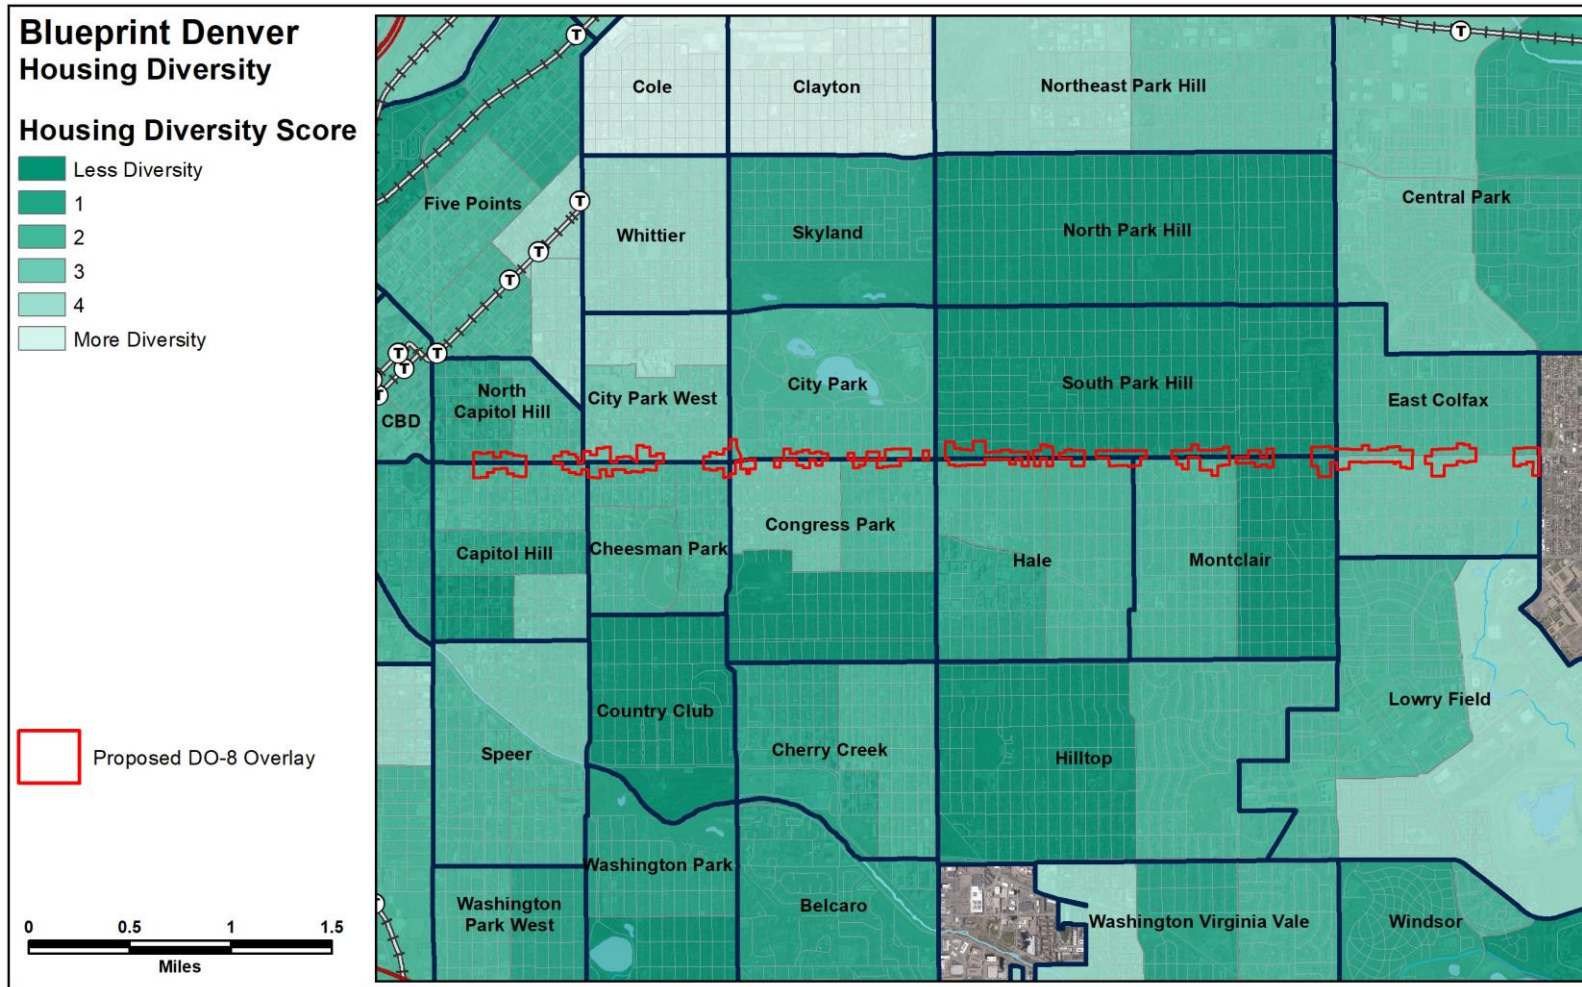 Blueprint Denver
Housing Diversity
Housing Diversity Score
Less Diversity
1
2
3
4
More Diversity
Proposed DO-8 Overlay
0 0.5 1 1.5
Miles
Cole
Clayton
Northeast Park Hill
Five Points
Central Park
Whittier
Skyland
North Park Hill
T
T
T
T
T
T
T
T
T
T
North
Capitol Hill
City Park West
City Park
South Park Hill
East Colfax
CBD
Capitol Hill
Cheesman Park
Congress Park
Hale
Montclair
Country Club
Lowry Field
Speer
Cherry Creek
Hilltop
Washington Park
Washington
Park West
Belcaro
Washington Virginia Vale
Windsor